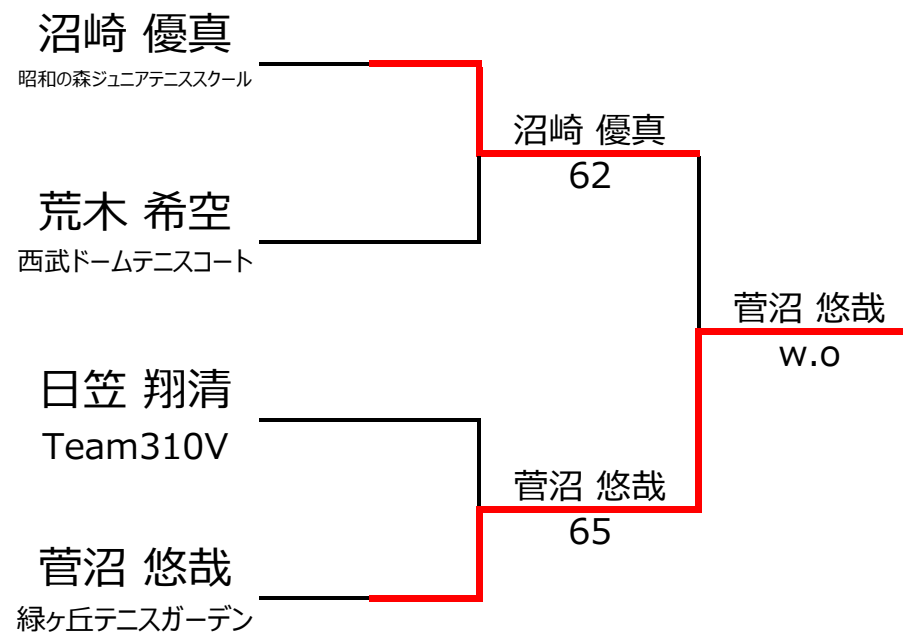 沼崎 優真
昭和の森ジュニアテニススクール
沼崎 優真
62
荒木 希空
西武ドームテニスコート
菅沼 悠哉
w.o
日笠 翔清
Team310V
菅沼 悠哉
65
菅沼 悠哉
緑ヶ丘テニスガーデン